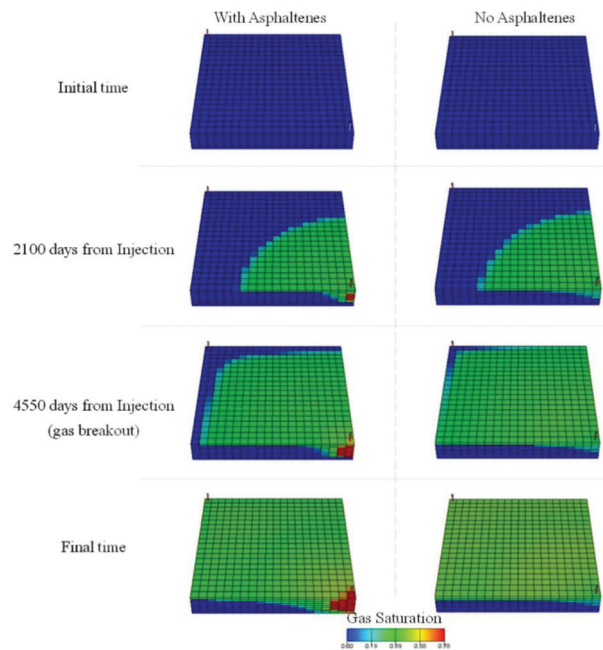 With Asphaltenes
No Asphaltenes
Initial time
2100 days from Injection
4550 days from Injection
(gas breakout)
Final time
Gas Saturation